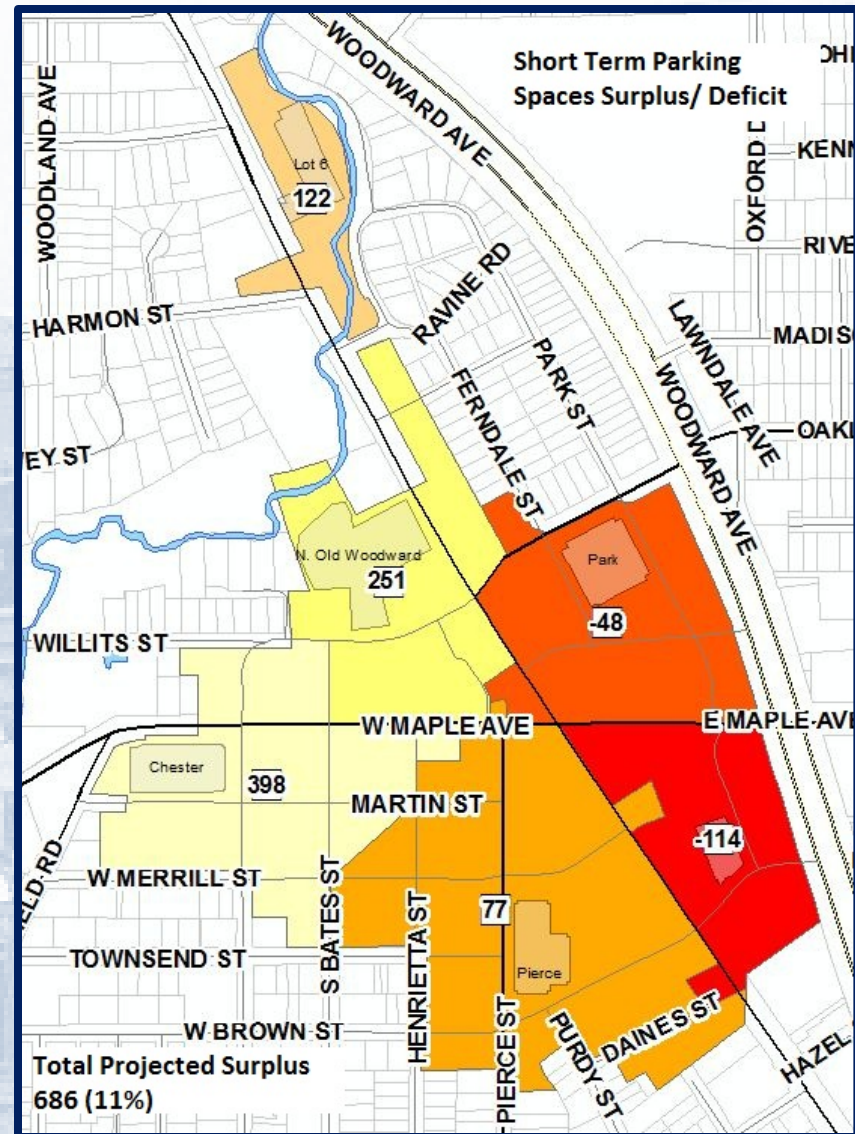 Short Term Parking
Spaces Surplus/ Deficit
WOODWARD AVE
WOODLAND AVE
OXFORD D
KENN
Lot 6
122
RIVE
RAVINE RD
HARMON ST
LAWNDALE AVE
MADISO
PARK ST
FERNDALE ST
WOODWARD AVE
OAKL
VEY ST
N. Old Woodward
251
Park
-48
WILLITS ST
W MAPLE AVE
E MAPLE AVE
Chester
398
MARTIN ST
-114
W MERRILL ST
S BATES ST
HENRIETTA ST
77
TOWNSEND ST
Pierce
W BROWN ST
PIERCE ST
PURDY ST
DAINES ST
HAZEL
Total Projected Surplus
686 (11%)